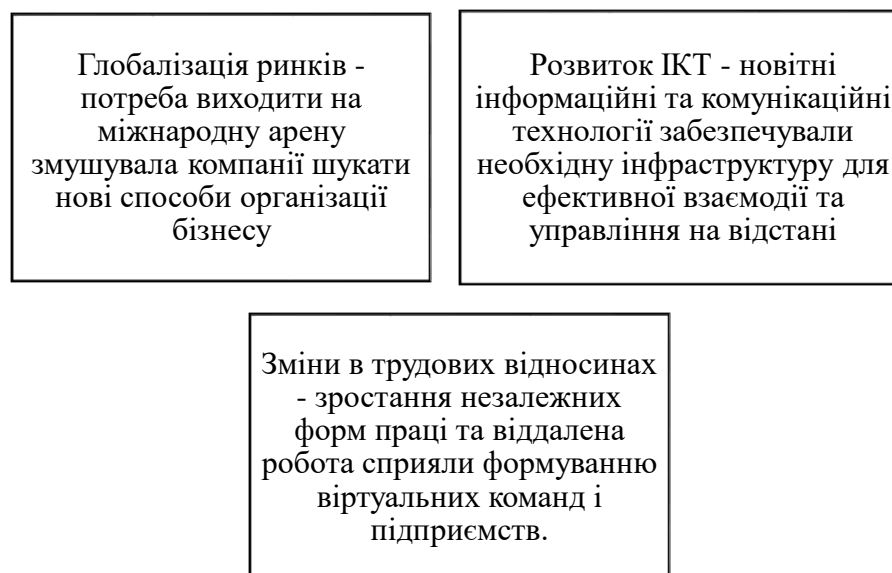 Глобалізація ринків -
потреба виходити на
міжнародну арену
змушувала компанії шукати
нові способи організації
бізнесу
Розвиток ІКТ - новітні
інформаційні та комунікаційні
технології забезпечували
необхідну інфраструктуру для
ефективної взаємодії та
управління на відстані
Зміни в трудових відносинах
- зростання незалежних
форм праці та віддалена
робота сприяли формуванню
віртуальних команд і
підприємств.